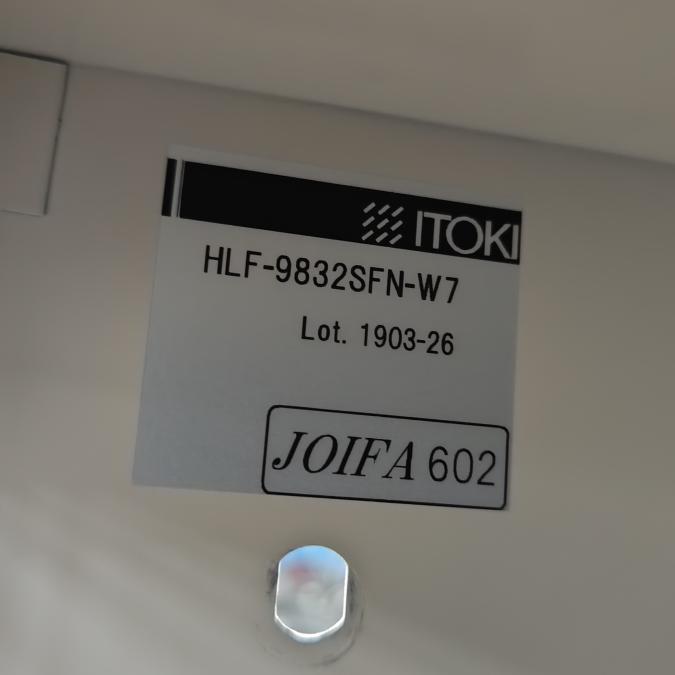 ITOKI
HLF-9832SFN-W7
Lot. 1903-26
JOIFA 602